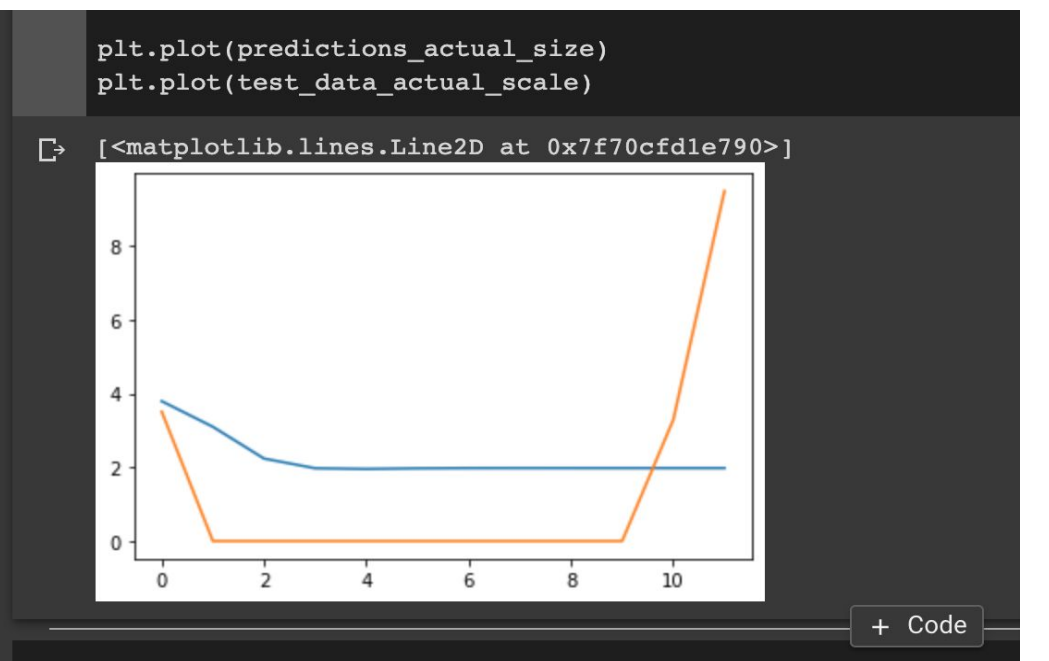 plt.plot(predictions_actual_size)
plt.plot(test_data_actual_scale)
[<matplotlib.lines.Line2D at 0x7f70cfd1e790>]
8
6
4
2
0
0 2 4 6 8 10
+ Code